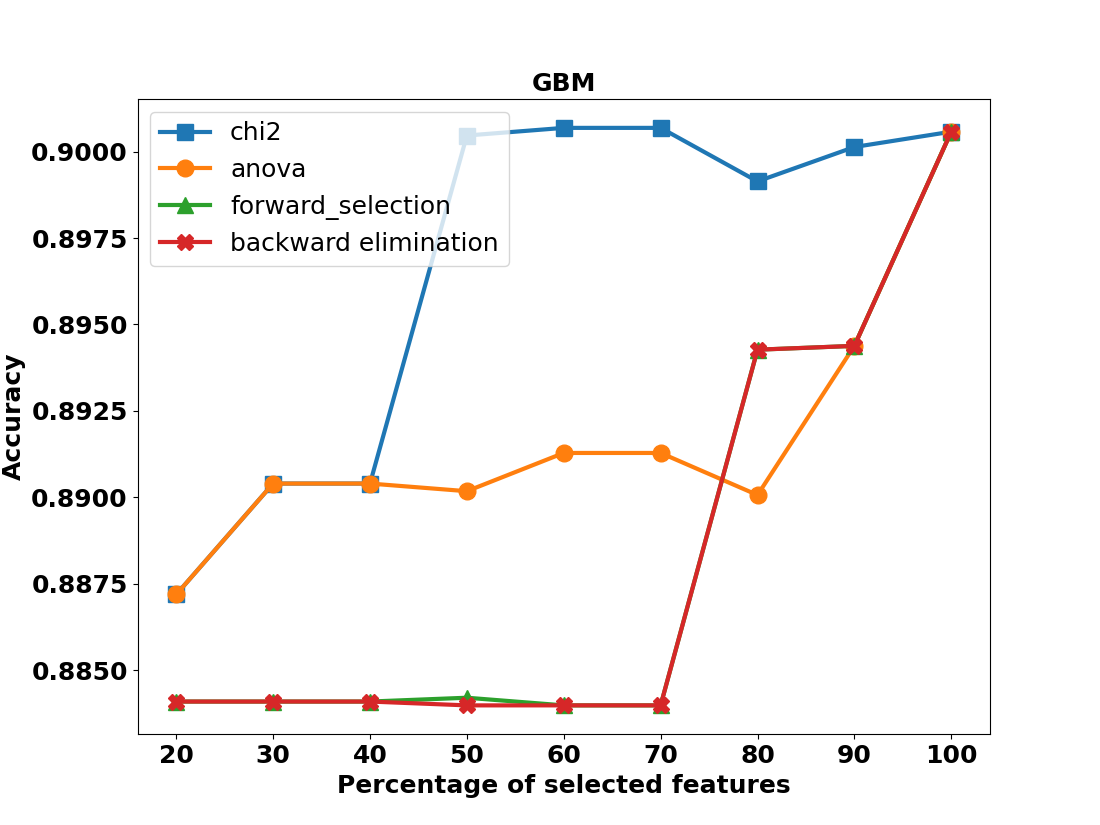 GBM
chi2
anova
forward_selection
backward elimination
0.9000
0.8975
0.8950
0.8925
0.8900
0.8875
0.8850
Accuracy
20 30 40 50 60 70 80 90 100
Percentage of selected features